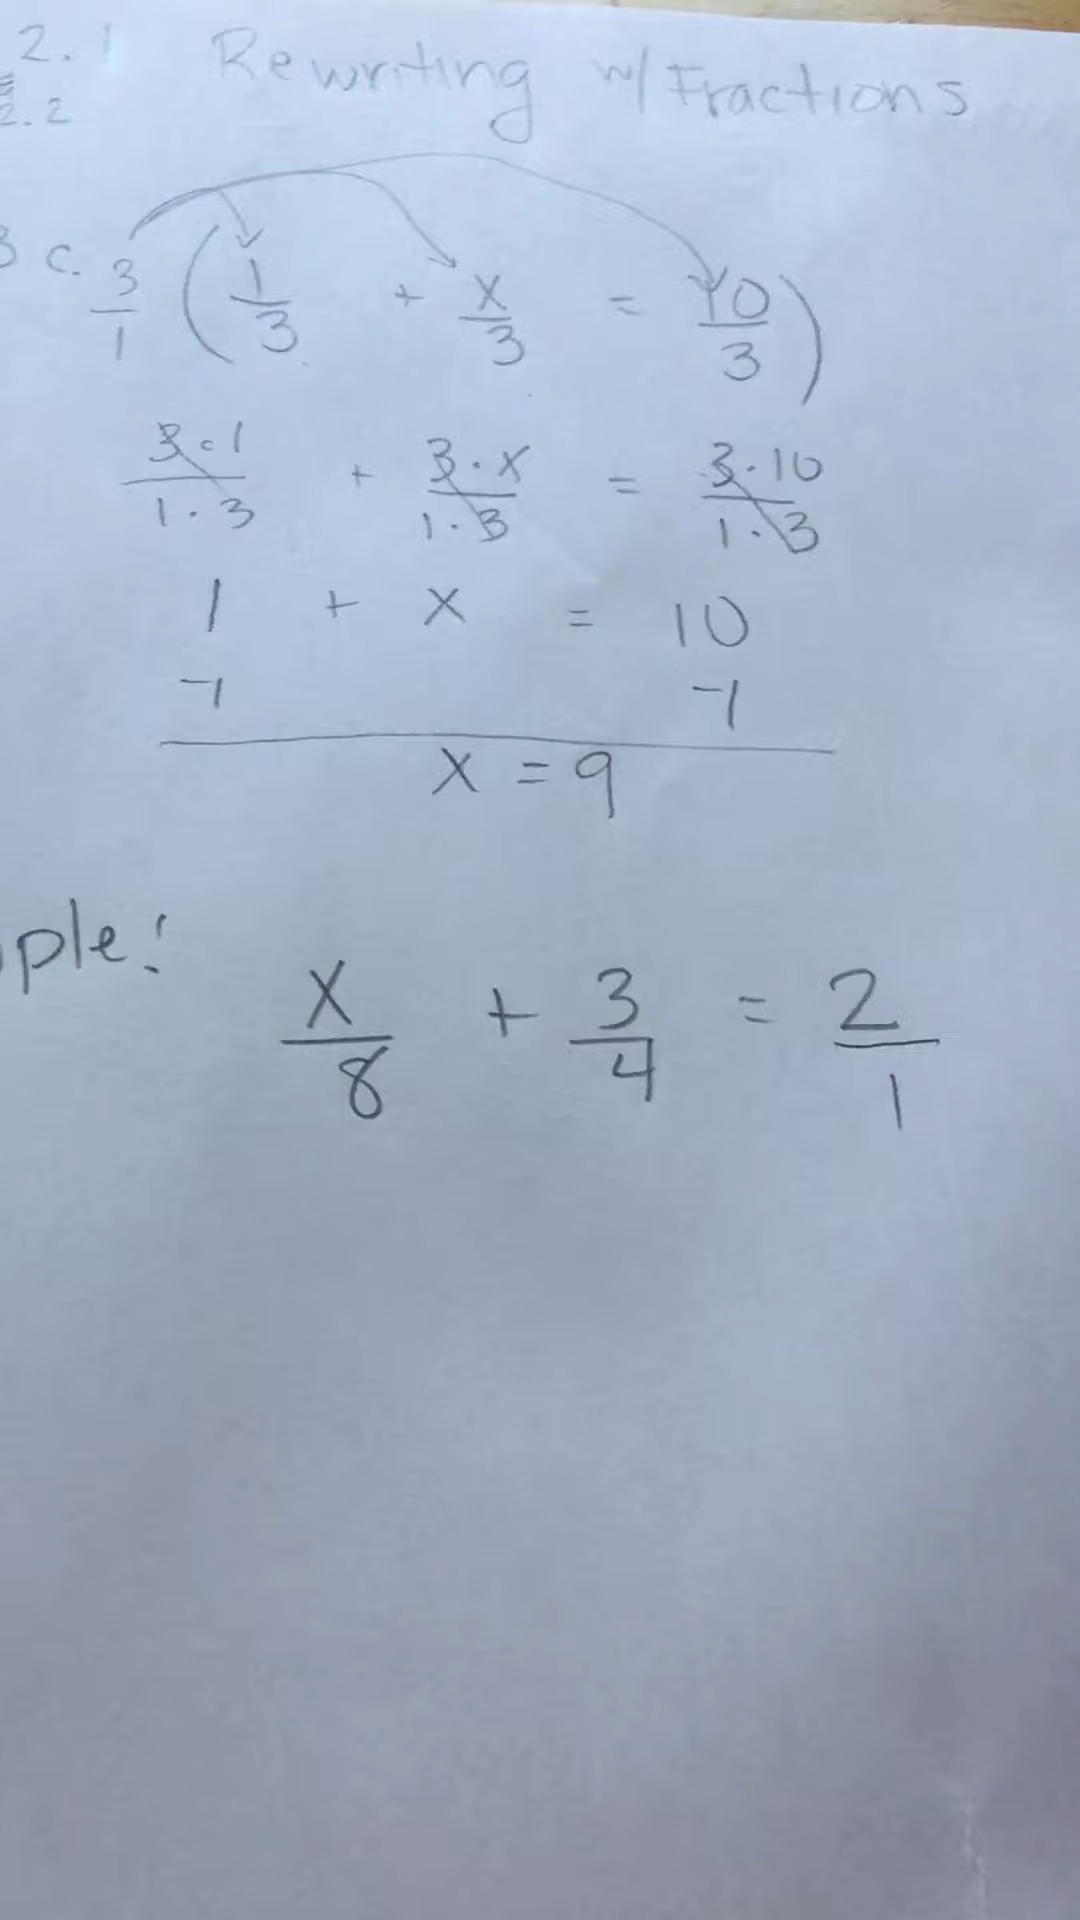 2.1 Rewriting w/ Fractions
2.2
3 c. 3/1 ( 1/3 + x/3 = 10/3 )
3·1/1·3 + 3·x/1·3 = 3·10/1·3
1 + x = 10
-1 -1
x = 9
ple:
x/8 + 3/4 = 2/1